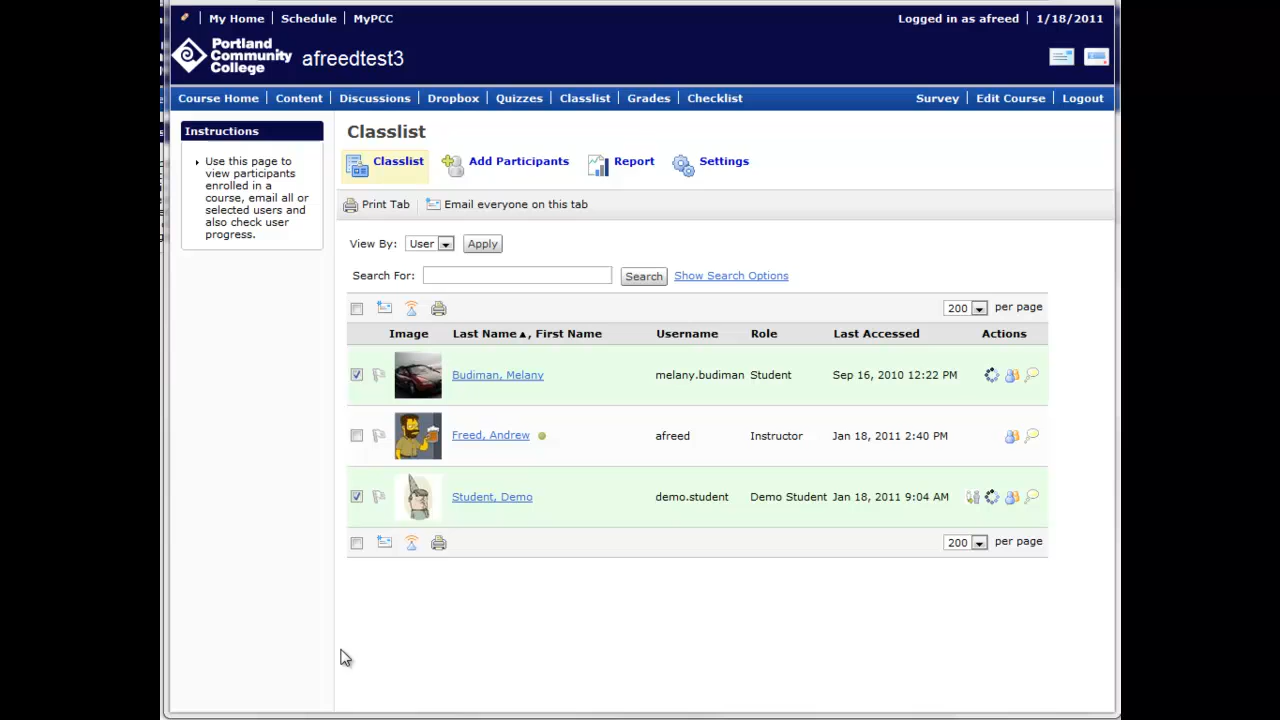 My Home Schedule MyPCC Logged in as afreed 1/18/2011
Portland
Community
College
afreedtest3
Course Home Content Discussions Dropbox Quizzes Classlist Grades Checklist Survey Edit Course Logout
Instructions
Use this page to
view participants
enrolled in a
course, email all or
selected users and
also check user
progress.
Classlist
Classlist Add Participants Report Settings
Print Tab Email everyone on this tab
View By: User Apply
Search For: Search Show Search Options
200 per page
Image Last Name▲, First Name Username Role Last Accessed Actions
Budiman, Melany melany.budiman Student Sep 16, 2010 12:22 PM
Freed, Andrew afreed Instructor Jan 18, 2011 2:40 PM
Student, Demo demo.student Demo Student Jan 18, 2011 9:04 AM
200 per page